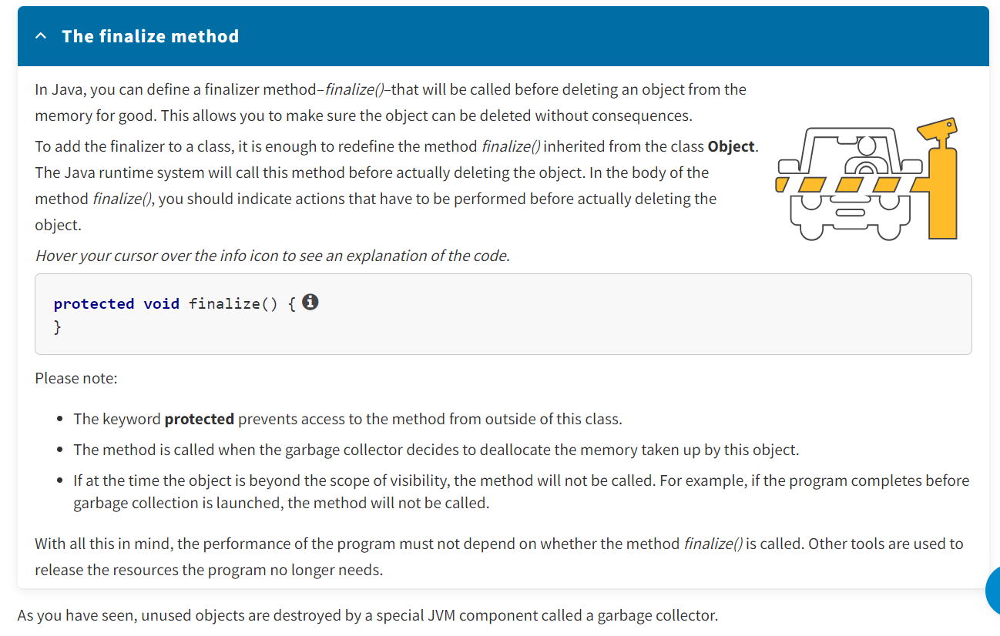 The finalize method
In Java, you can define a finalizer method–finalize()–that will be called before deleting an object from the
memory for good. This allows you to make sure the object can be deleted without consequences.
To add the finalizer to a class, it is enough to redefine the method finalize() inherited from the class Object.
The Java runtime system will call this method before actually deleting the object. In the body of the
method finalize(), you should indicate actions that have to be performed before actually deleting the
object.
Hover your cursor over the info icon to see an explanation of the code.
protected void finalize() {
}
Please note:
• The keyword protected prevents access to the method from outside of this class.
• The method is called when the garbage collector decides to deallocate the memory taken up by this object.
• If at the time the object is beyond the scope of visibility, the method will not be called. For example, if the program completes before
garbage collection is launched, the method will not be called.
With all this in mind, the performance of the program must not depend on whether the method finalize() is called. Other tools are used to
release the resources the program no longer needs.
As you have seen, unused objects are destroyed by a special JVM component called a garbage collector.